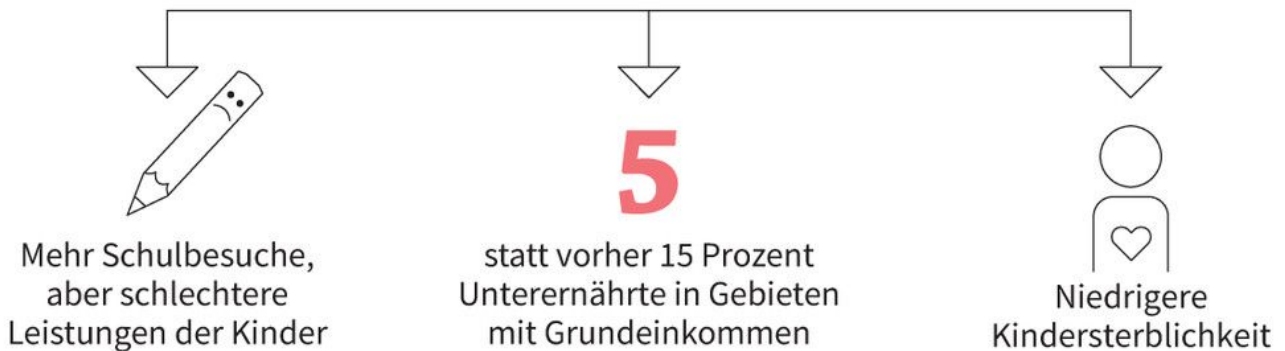 Mehr Schulbesuche,
aber schlechtere
Leistungen der Kinder
5
statt vorher 15 Prozent
Unterernährte in Gebieten
mit Grundeinkommen
Niedrigere
Kindersterblichkeit